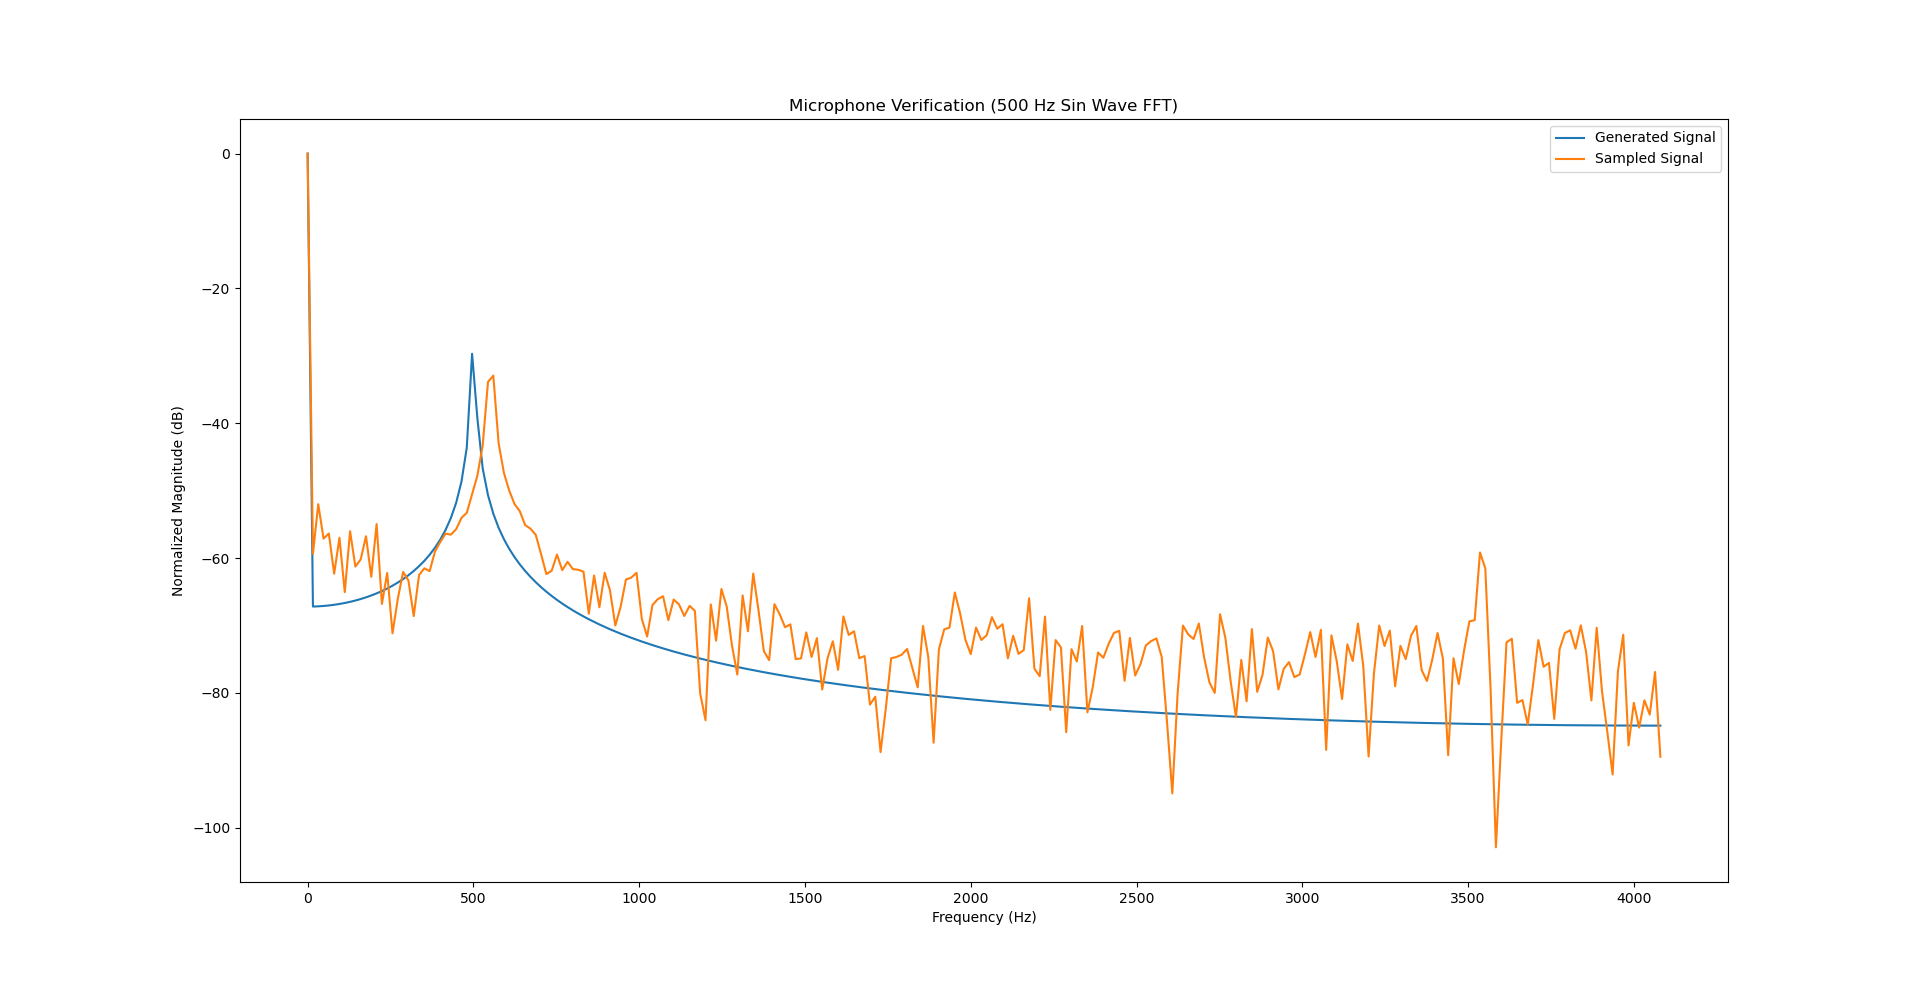 Microphone Verification (500 Hz Sin Wave FFT)
Generated Signal
Sampled Signal
Normalized Magnitude (dB)
0
−20
−40
−60
−80
−100
0 500 1000 1500 2000 2500 3000 3500 4000
Frequency (Hz)